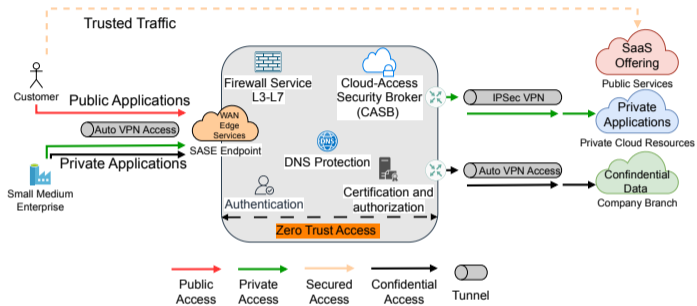 Trusted Traffic
SaaS
Offering
Public Services
Customer
Public Applications
Auto VPN Access
Private Applications
Small Medium
Enterprise
WAN
Edge
Services
SASE Endpoint
Firewall Service
L3-L7
Cloud-Access
Security Broker
(CASB)
DNS
DNS Protection
Authentication
Certification and
authorization
Zero Trust Access
IPSec VPN
Private
Applications
Private Cloud Resources
Auto VPN Access
Confindential
Data
Company Branch
Public
Access
Private
Access
Secured
Access
Confidential
Access
Tunnel